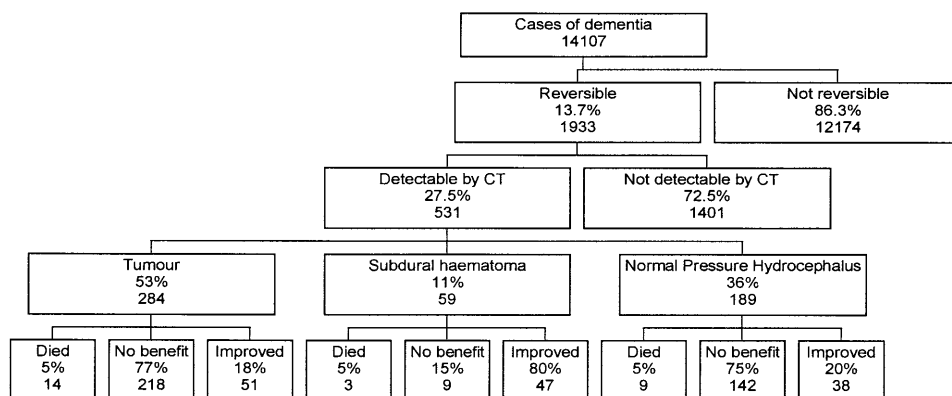 Cases of dementia
14107
Reversible
13.7%
1933
Not reversible
86.3%
12174
Detectable by CT
27.5%
531
Not detectable by CT
72.5%
1401
Tumour
53%
284
Subdural haematoma
11%
59
Normal Pressure Hydrocephalus
36%
189
Died
5%
14
No benefit
77%
218
Improved
18%
51
Died
5%
3
No benefit
15%
9
Improved
80%
47
Died
5%
9
No benefit
75%
142
Improved
20%
38